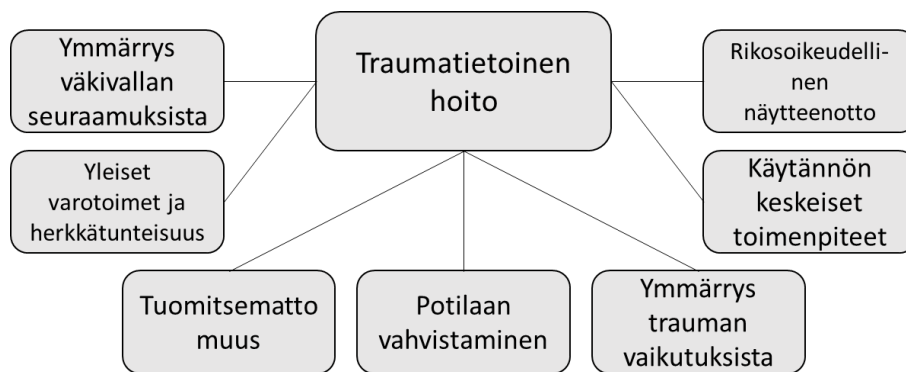 Ymmärrys
väkivallan
seuraamuksista
Traumatietoinen
hoito
Rikosoikeudelli-
nen
näytteenotto
Yleiset
varotoimet ja
herkkätunteisuus
Käytännön
keskeiset
toimenpiteet
Tuomitsematto
muus
Potilaan
vahvistaminen
Ymmärrys
trauman
vaikutuksista